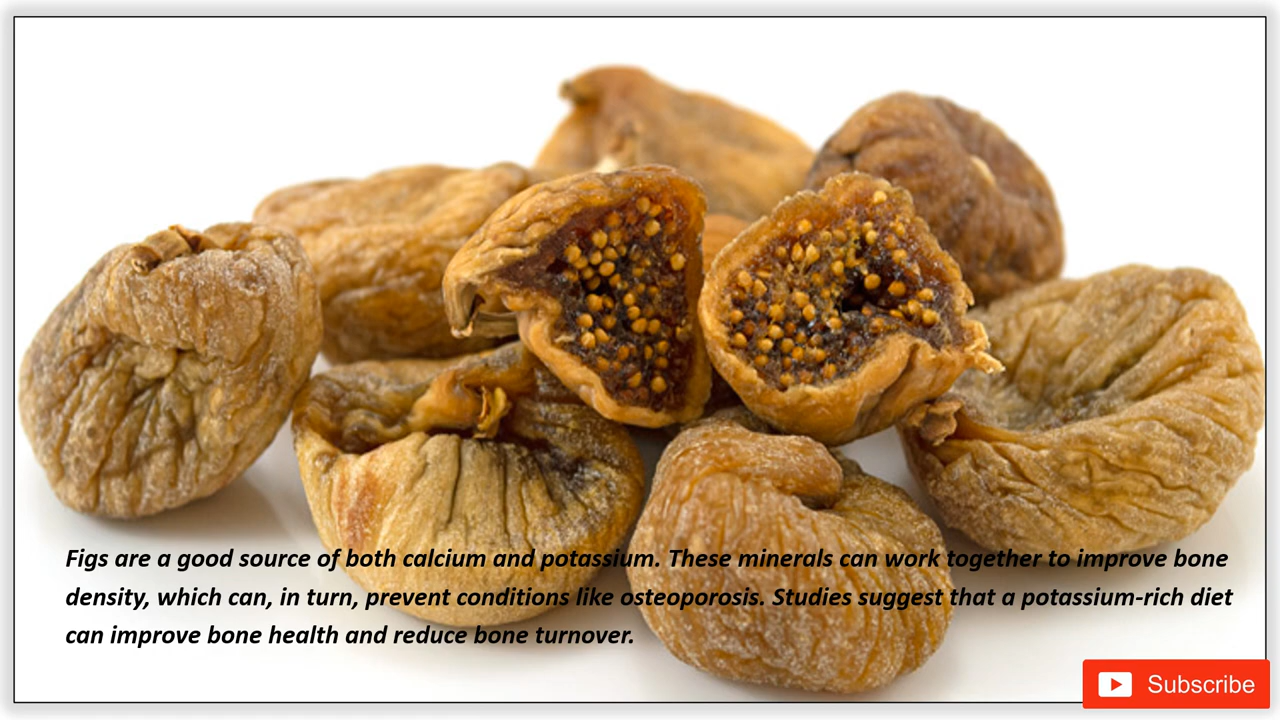 Figs are a good source of both calcium and potassium. These minerals can work together to improve bone
density, which can, in turn, prevent conditions like osteoporosis. Studies suggest that a potassium-rich diet
can improve bone health and reduce bone turnover.
Subscribe